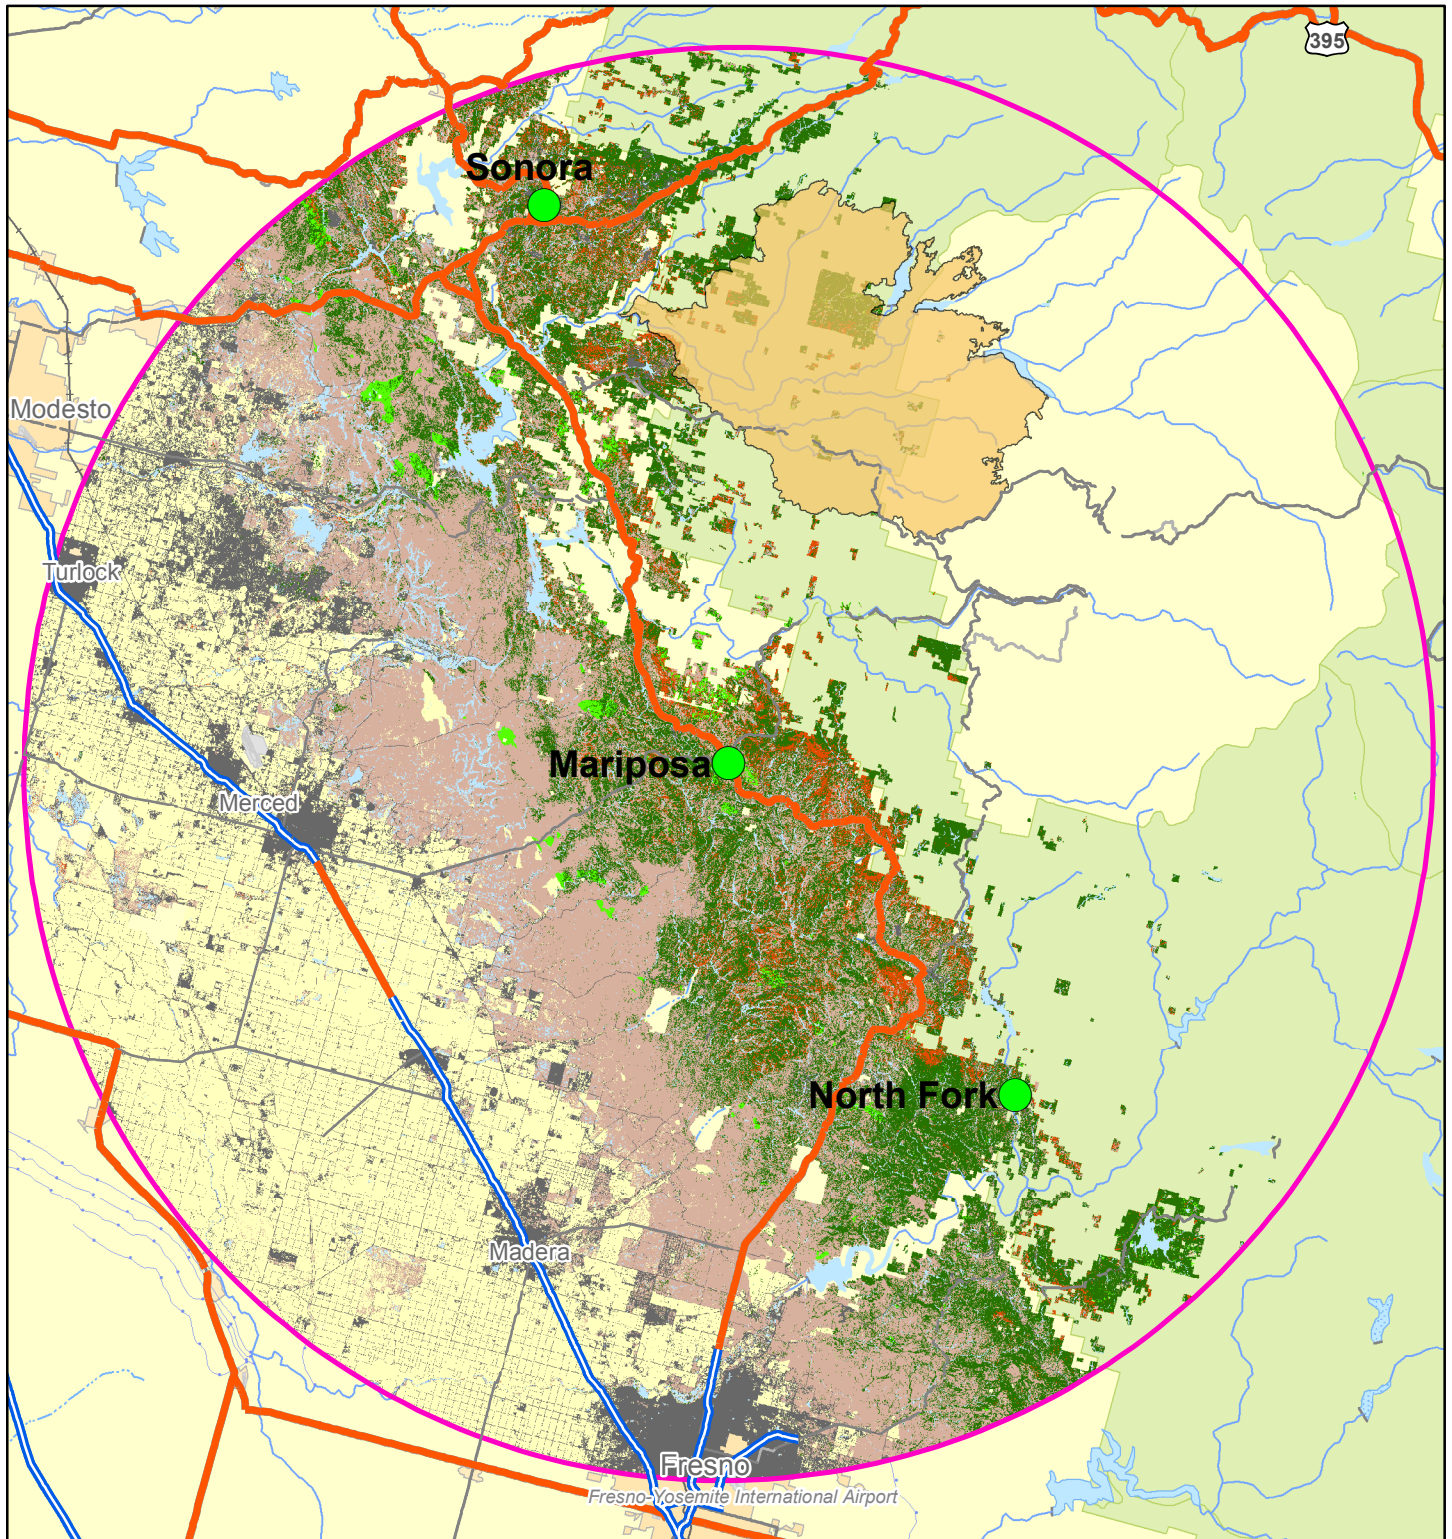 395
Sonora
Modesto
Turlock
Mariposa
Merced
North Fork
Madera
Fresno
Fresno-Yosemite International Airport